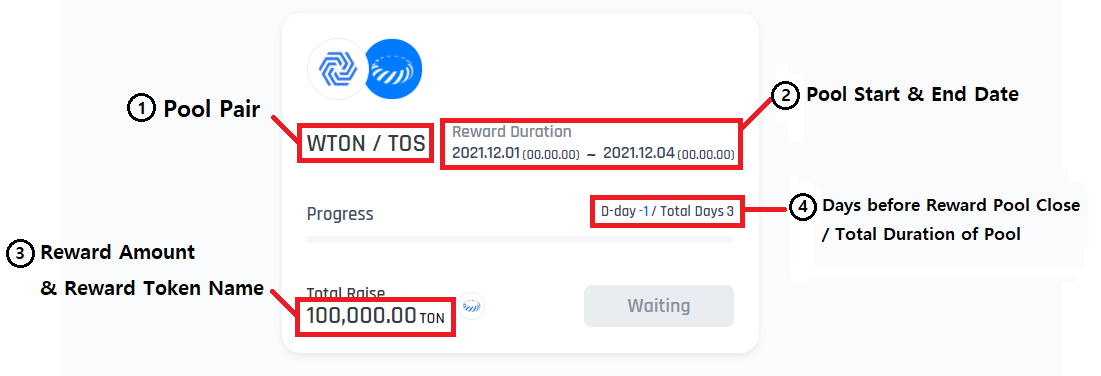 ① Pool Pair
WTON / TOS
Reward Duration
2021.12.01 (00.00.00) ~ 2021.12.04 (00.00.00)
② Pool Start & End Date
Progress
D-day -1 / Total Days 3
④ Days before Reward Pool Close
/ Total Duration of Pool
③ Reward Amount
& Reward Token Name
Total Raise
100,000.00 TON
Waiting